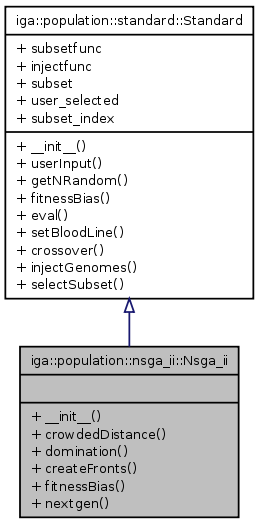 iga::population::standard::Standard
+ subsetfunc
+ injectfunc
+ subset
+ user_selected
+ subset_index
+ __init__()
+ userInput()
+ getNRandom()
+ fitnessBias()
+ eval()
+ setBloodLine()
+ crossover()
+ injectGenomes()
+ selectSubset()
iga::population::nsga_ii::Nsga_ii
+ __init__()
+ crowdedDistance()
+ domination()
+ createFronts()
+ fitnessBias()
+ nextgen()